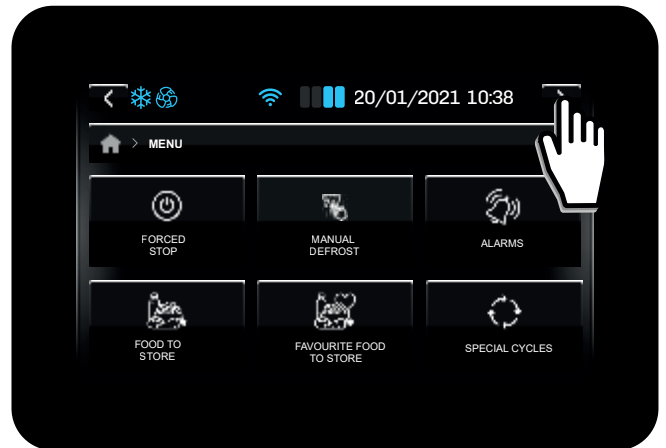 20/01/2021 10:38
> MENU
FORCED
STOP
MANUAL
DEFROST
ALARMS
FOOD TO
STORE
FAVOURITE FOOD
TO STORE
SPECIAL CYCLES